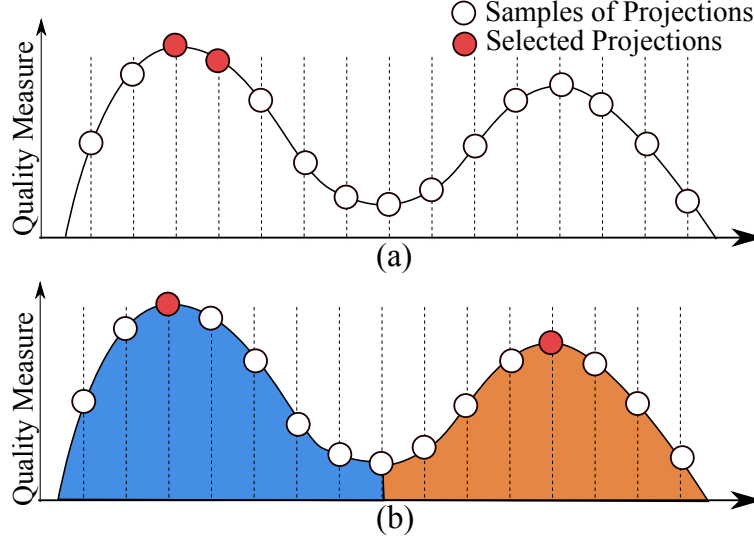 Samples of Projections
Selected Projections
Quality Measure
(a)
Quality Measure
(b)